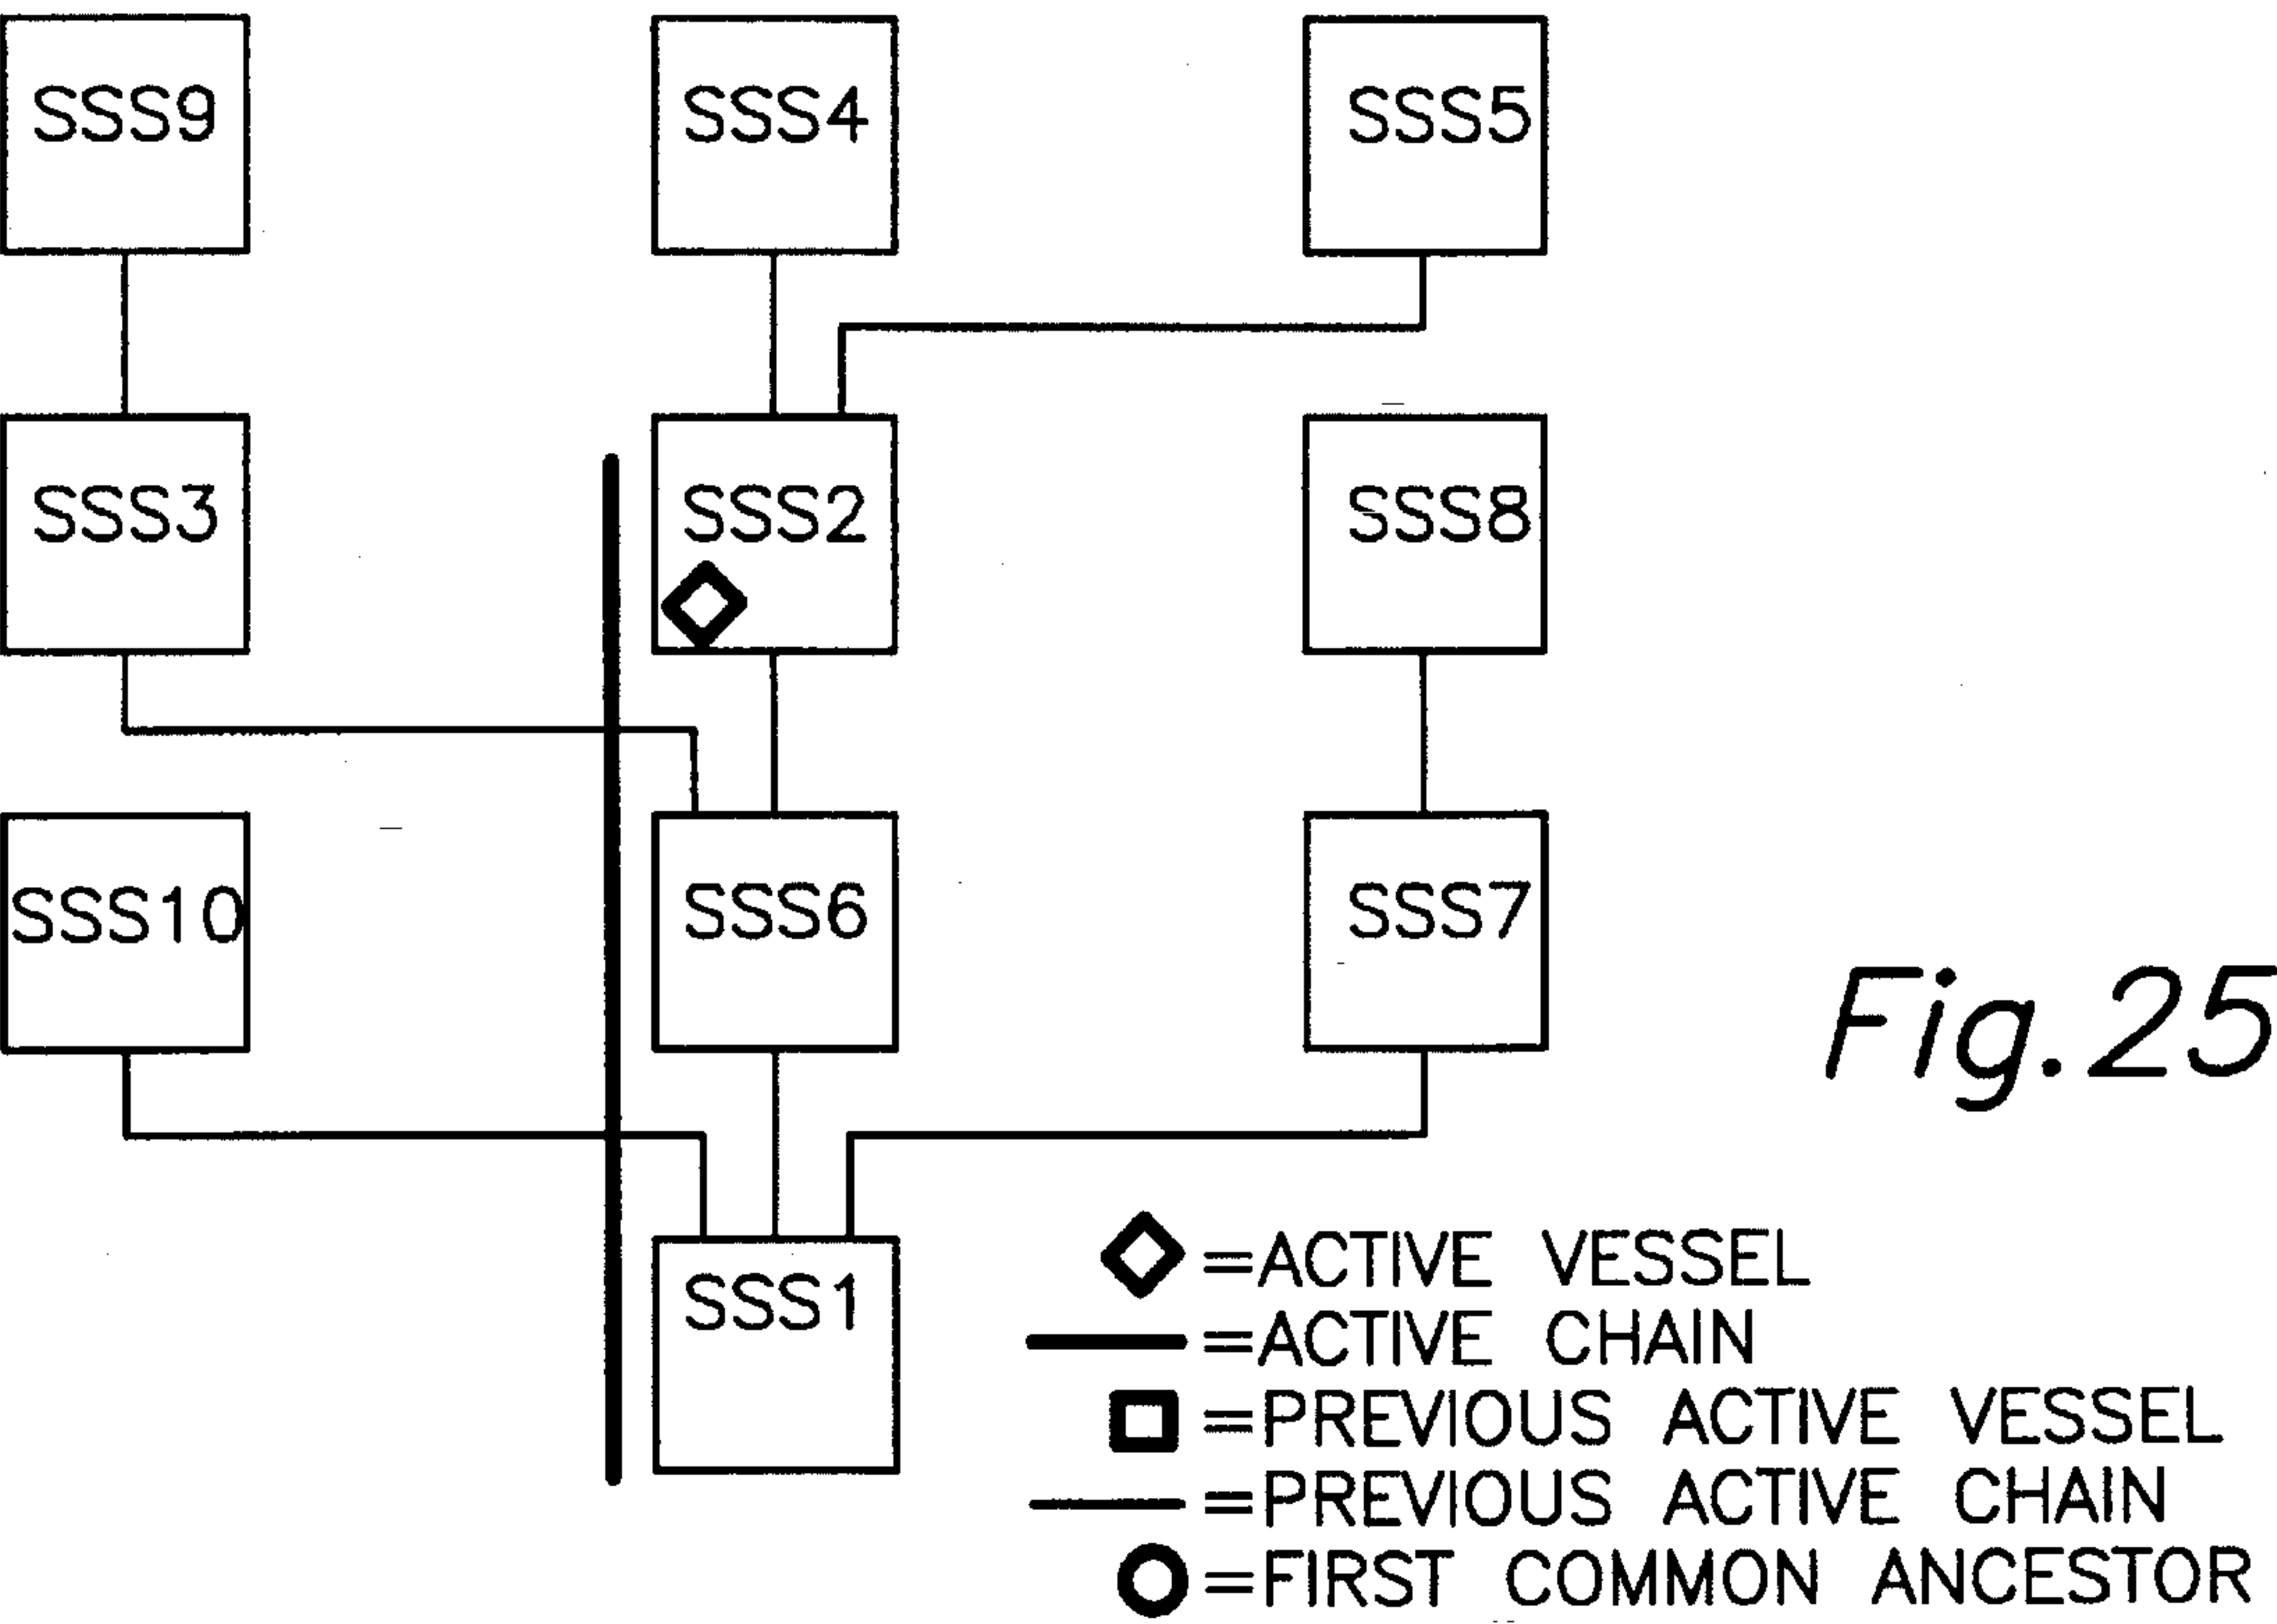 SSS9
SSS4
SSS5
SSS3
SSS2
SSS8
SSS10
SSS6
SSS7
Fig.25
SSS1
=ACTIVE VESSEL
=ACTIVE CHAIN
=PREVIOUS ACTIVE VESSEL
=PREVIOUS ACTIVE CHAIN
=FIRST COMMON ANCESTOR